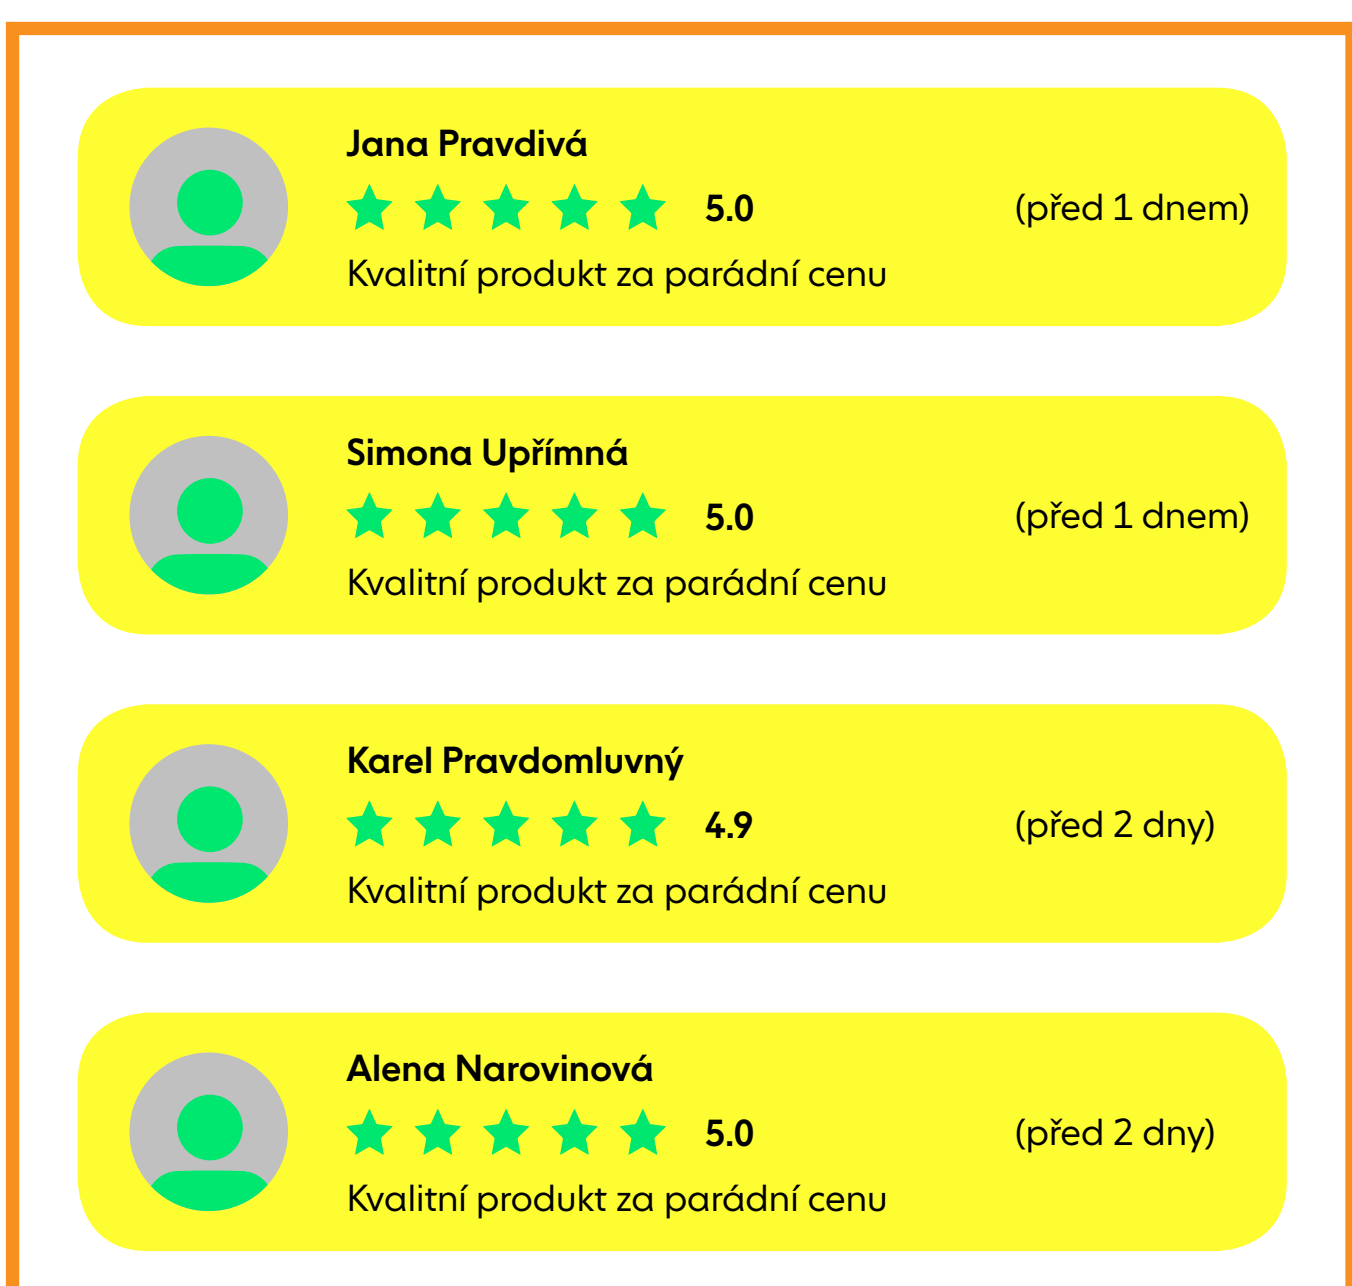 Jana Pravdivá
5.0 (před 1 dnem)
Kvalitní produkt za parádní cenu
Simona Upřímná
5.0 (před 1 dnem)
Kvalitní produkt za parádní cenu
Karel Pravdomluvný
4.9 (před 2 dny)
Kvalitní produkt za parádní cenu
Alena Narovinová
5.0 (před 2 dny)
Kvalitní produkt za parádní cenu